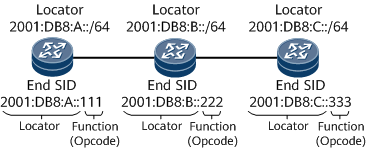 Locator Locator Locator
2001:DB8:A::/64 2001:DB8:B::/64 2001:DB8:C::/64
End SID End SID End SID
2001:DB8:A::111 2001:DB8:B::222 2001:DB8:C::333
Locator Function Locator Function Locator Function
(Opcode) (Opcode) (Opcode)